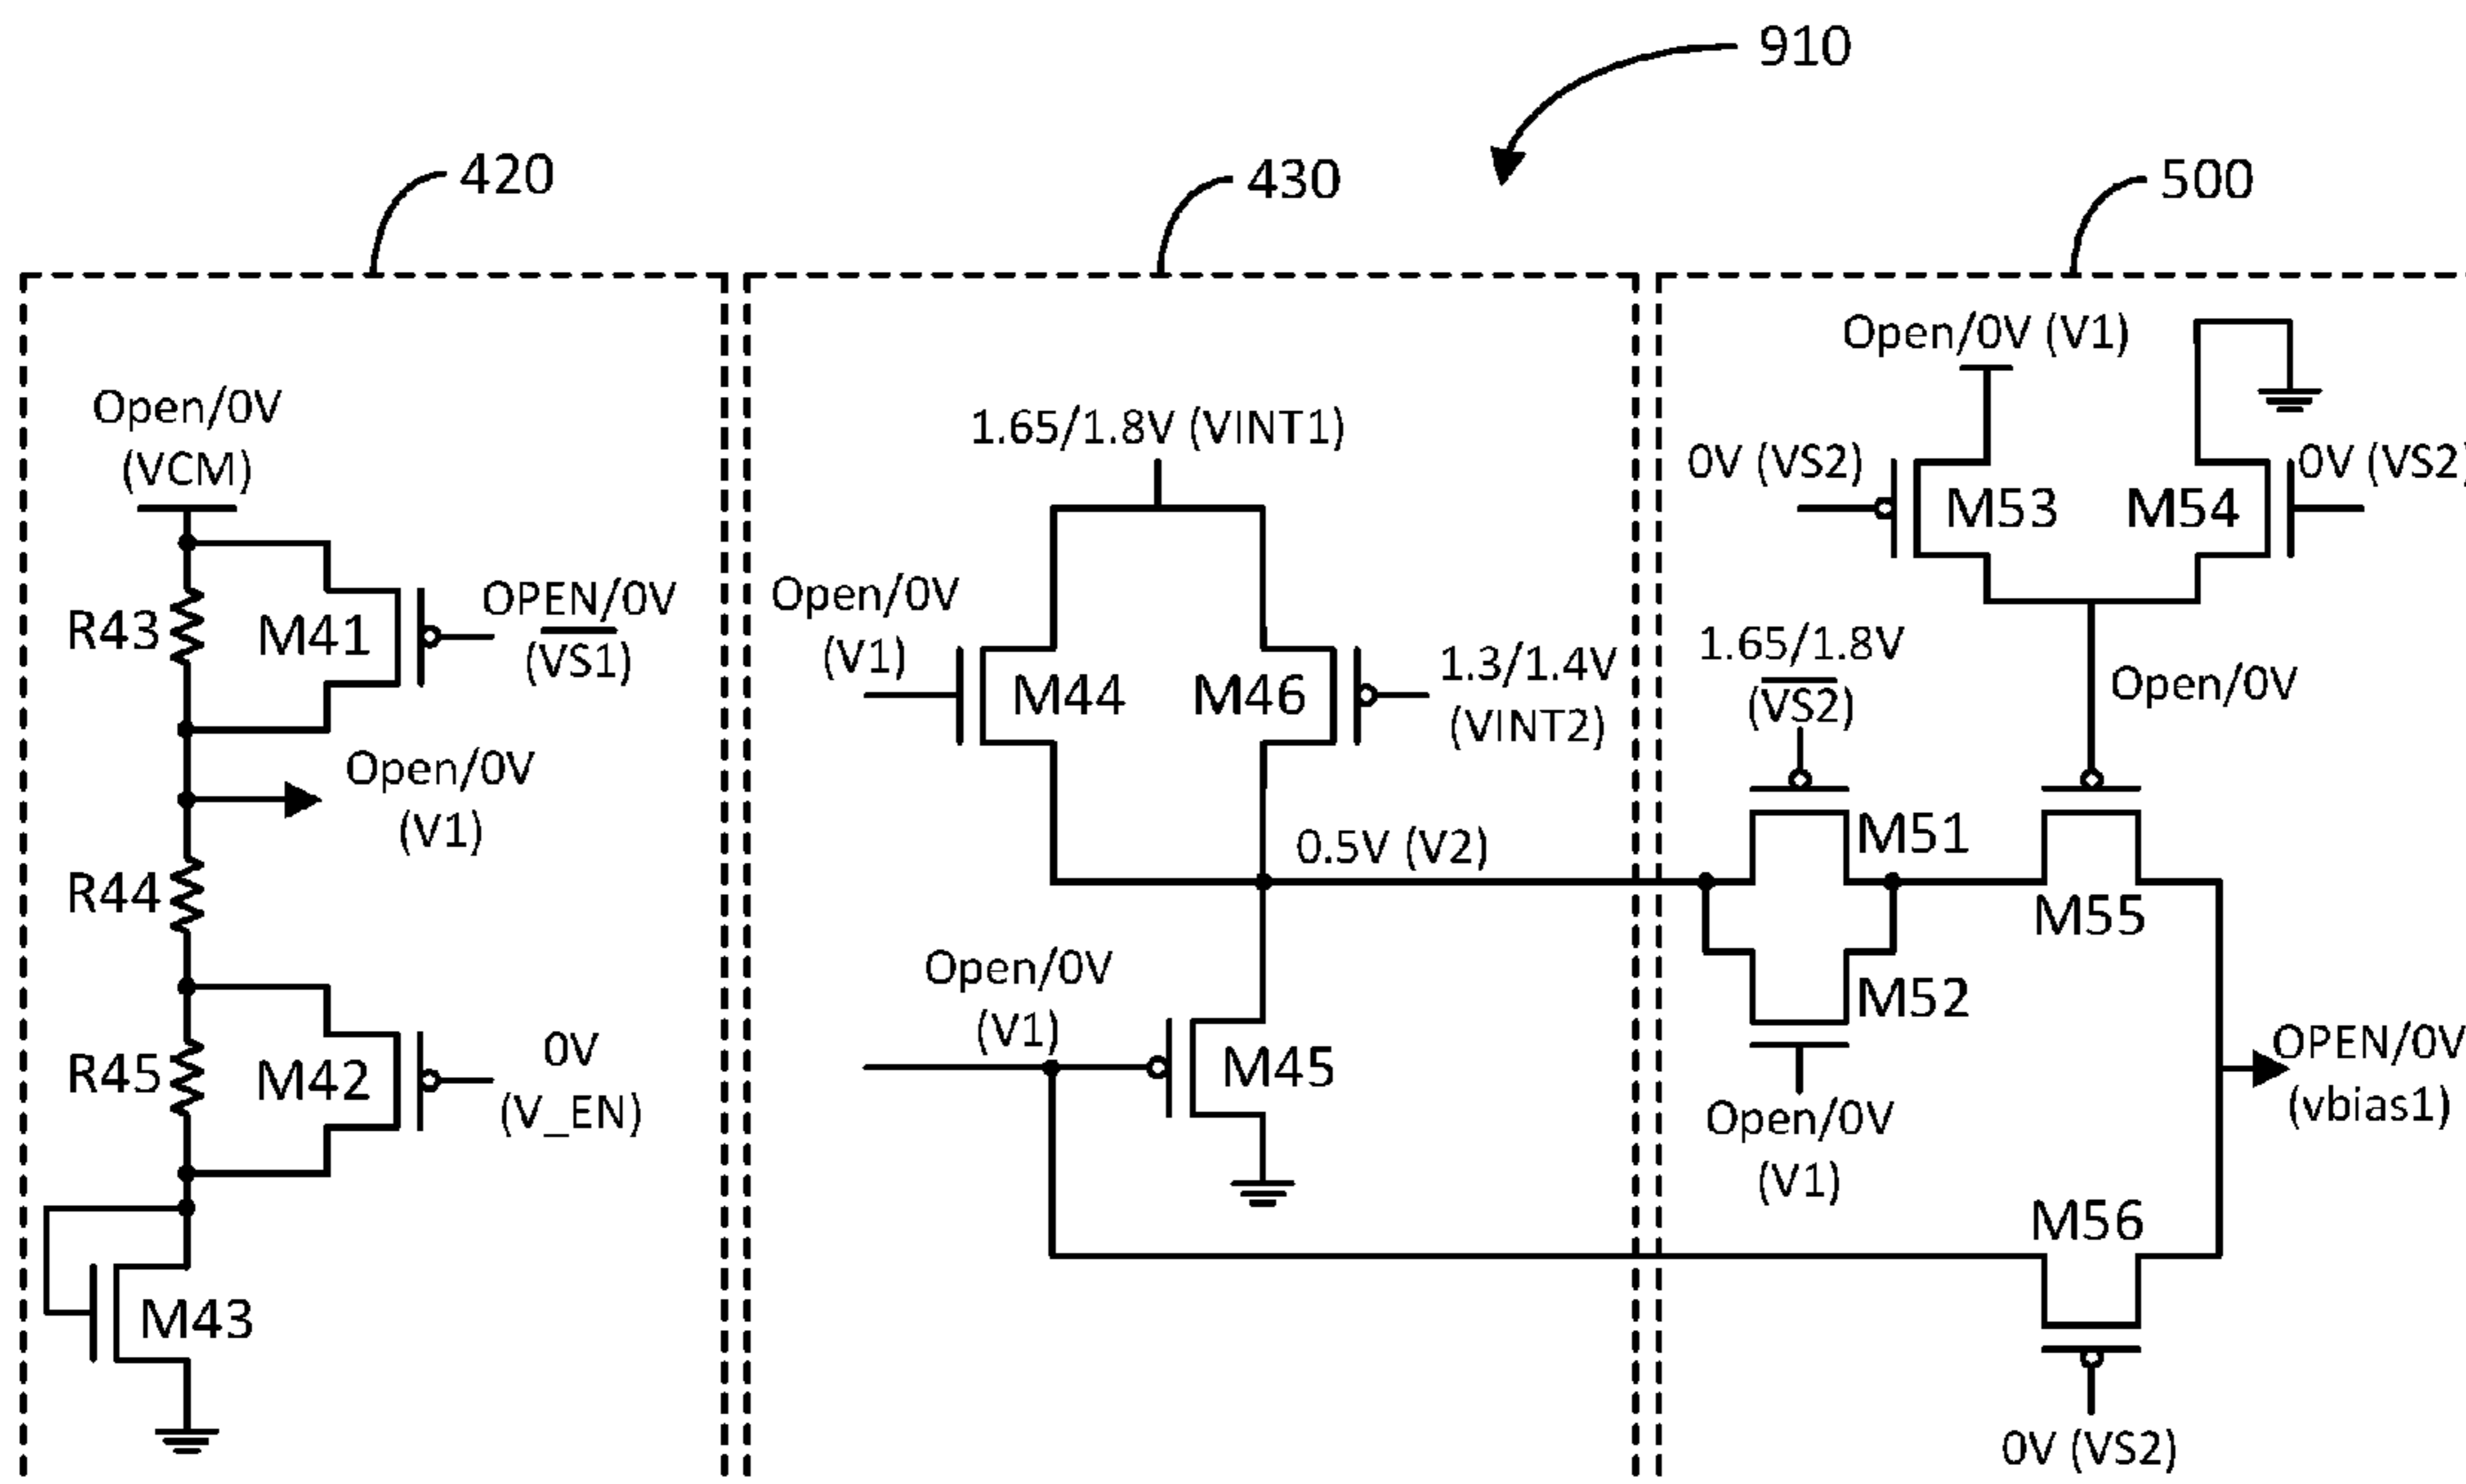 910
420
430
500
Open/0V
(VCM)
R43
M41
OPEN/0V
(VS1)
Open/0V
(V1)
R44
R45
M42
0V
(V_EN)
M43
1.65/1.8V (VINT1)
Open/0V
(V1)
M44
M46
1.3/1.4V
(VINT2)
0.5V (V2)
Open/0V
(V1)
M45
Open/0V (V1)
0V (VS2)
M53
M54
0V (VS2)
1.65/1.8V
(VS2)
Open/0V
M51
M55
M52
Open/0V
(V1)
OPEN/0V
(vbias1)
M56
0V (VS2)